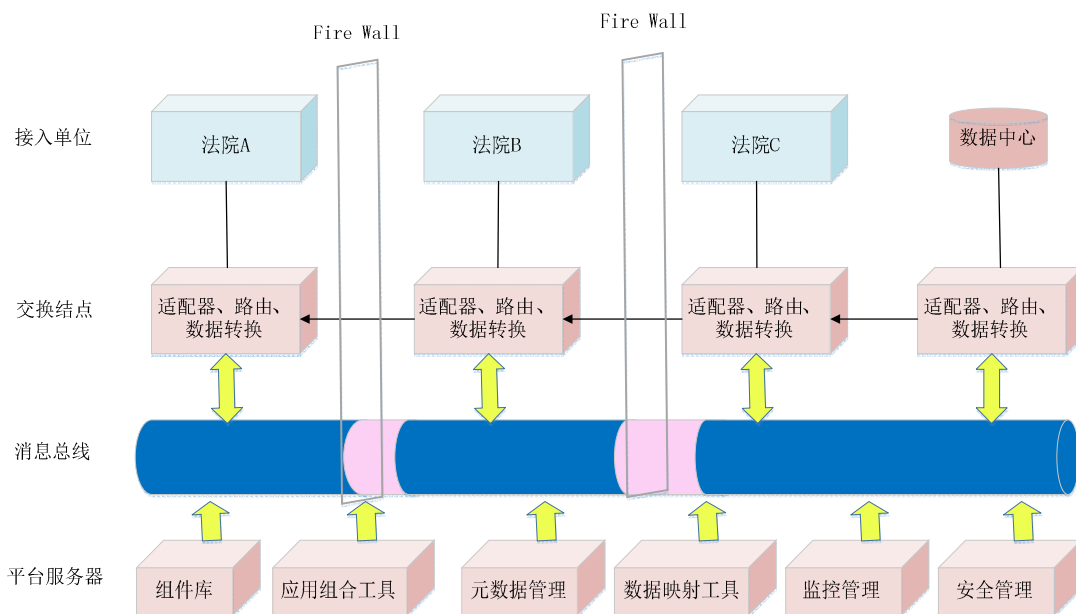 Fire Wall
Fire Wall
接入单位
法院A
法院B
法院C
数据中心
交换结点
适配器、路由、
数据转换
适配器、路由、
数据转换
适配器、路由、
数据转换
适配器、路由、
数据转换
消息总线
平台服务器
组件库
应用组合工具
元数据管理
数据映射工具
监控管理
安全管理